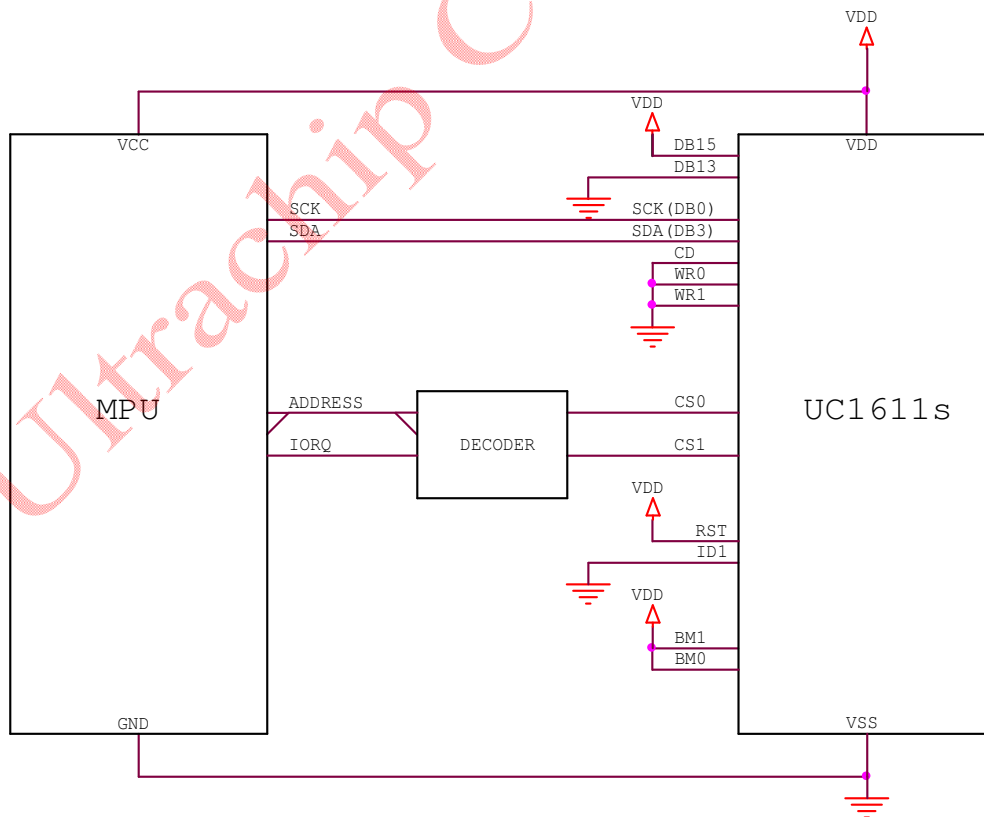 VDD
VDD
VCC
DB15
VDD
DB13
SCK
SCK(DB0)
SDA
SDA(DB3)
CD
WR0
WR1
MPU
ADDRESS
CS0
UC1611s
IORQ
DECODER
CS1
VDD
RST
ID1
VDD
BM1
BM0
GND
VSS
Ultrachip C